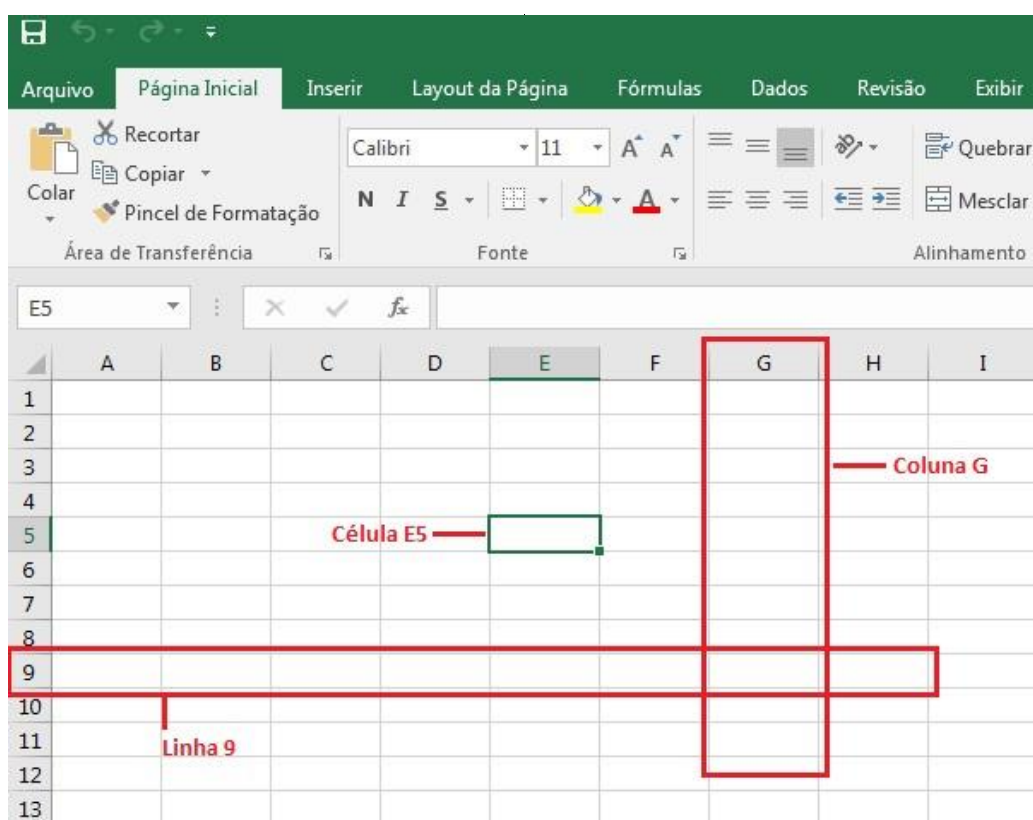 Arquivo Página Inicial Inserir Layout da Página Fórmulas Dados Revisão Exibir
Recortar
Copiar
Colar
Pincel de Formatação
Calibri 11 A A
N I S A
Quebrar
Mesclar
Área de Transferência Fonte Alinhamento
E5 fx
A B C D E F G H I
1
2
3 Coluna G
4
5 Célula E5
6
7
8
9
10
11 Linha 9
12
13